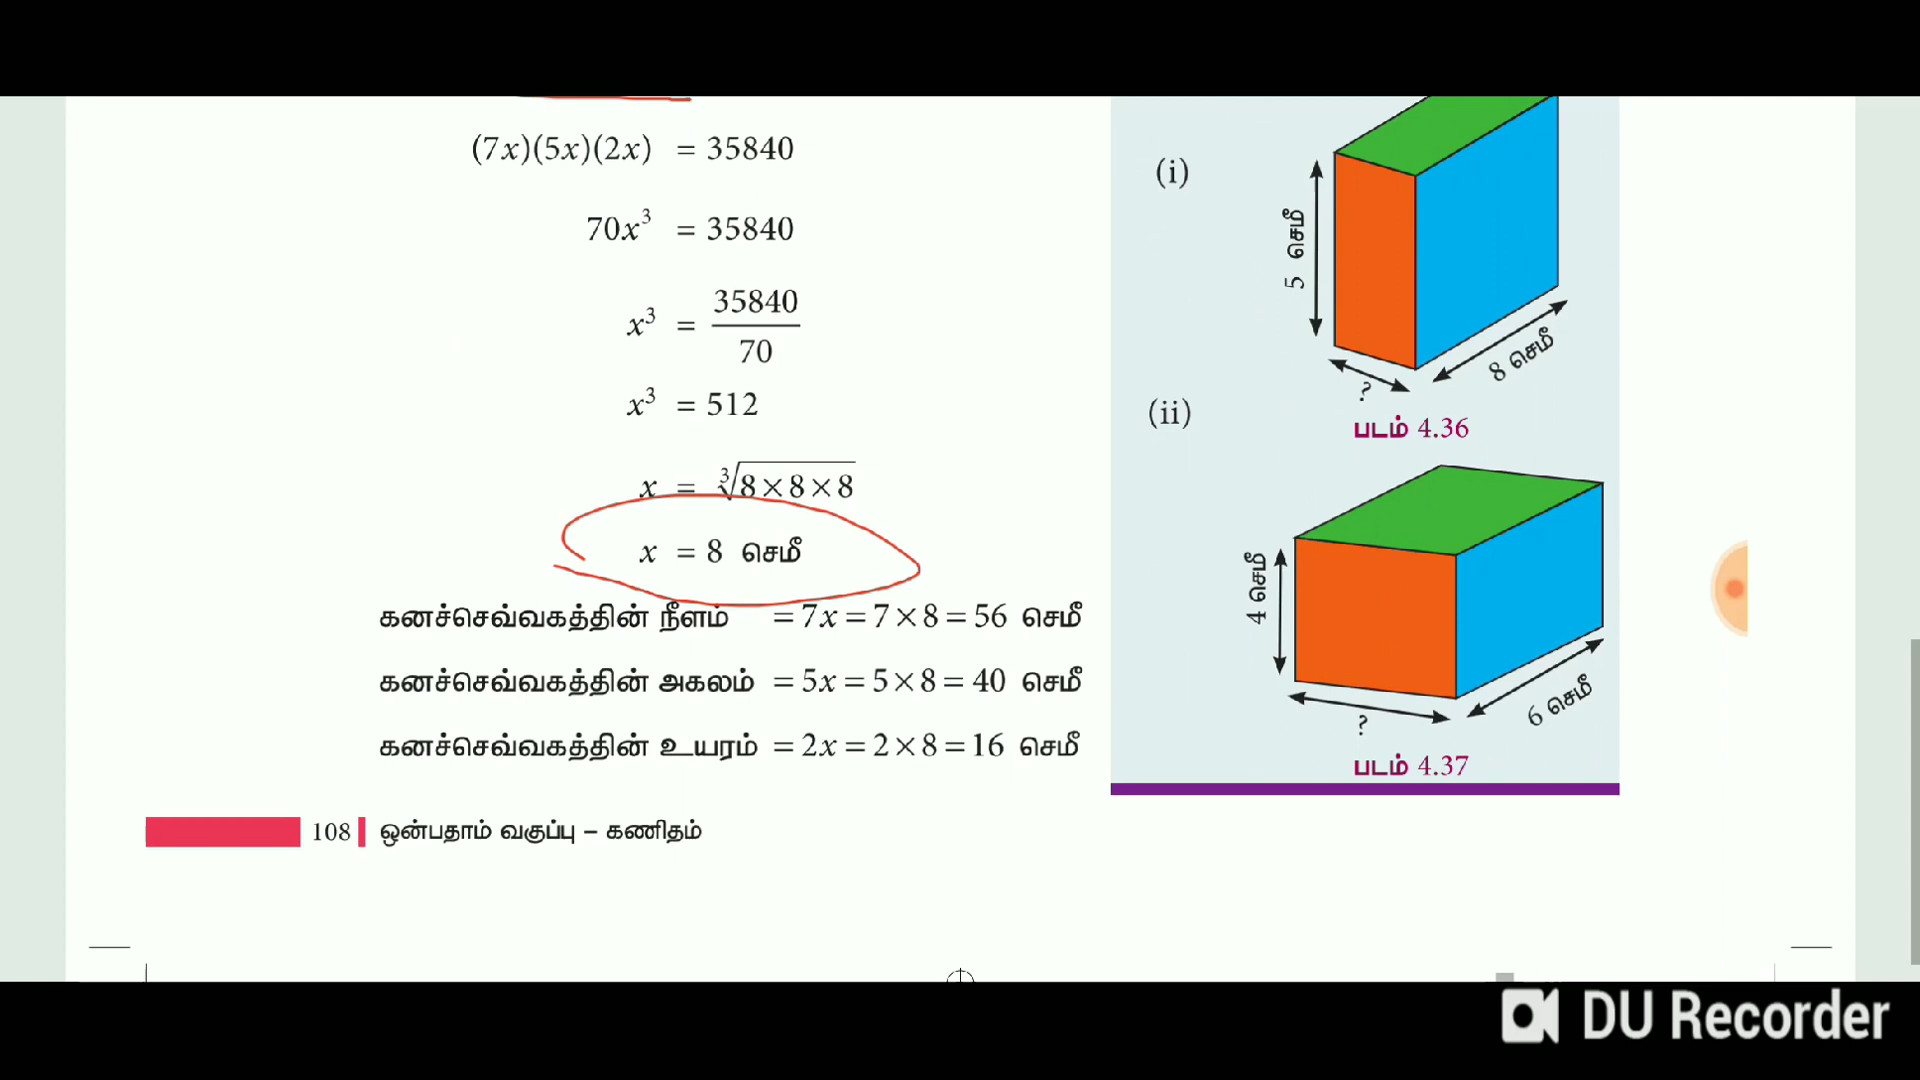 (7x)(5x)(2x) = 35840
70x³ = 35840
x³ = 35840/70
x³ = 512
x = ∛8×8×8
x = 8 செமீ
கனச்செவ்வகத்தின் நீளம் = 7x = 7×8 = 56 செமீ
கனச்செவ்வகத்தின் அகலம் = 5x = 5×8 = 40 செமீ
கனச்செவ்வகத்தின் உயரம் = 2x = 2×8 = 16 செமீ
(i)
5 செமீ
8 செமீ
?
படம் 4.36
(ii)
4 செமீ
6 செமீ
?
படம் 4.37
108 ஒன்பதாம் வகுப்பு – கணிதம்
DU Recorder